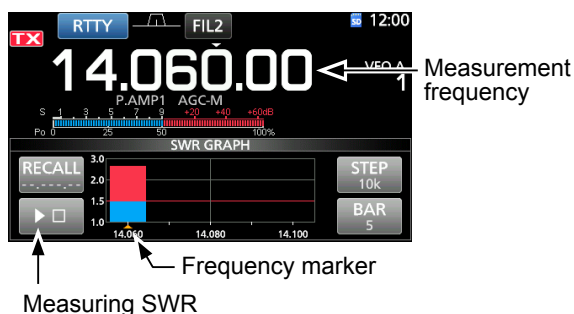 RTTY FIL2 SD 12:00
TX
14.060.00 VFO A
1
P.AMP1 AGC-M
S 1 3 5 7 9 +20 +40 +60dB
Po 0 25 50 100%
SWR GRAPH
RECALL
--.---.--
3.0
2.0
1.5
1.0
14.060 14.080 14.100
STEP
10k
BAR
5
Measurement
frequency
Frequency marker
Measuring SWR